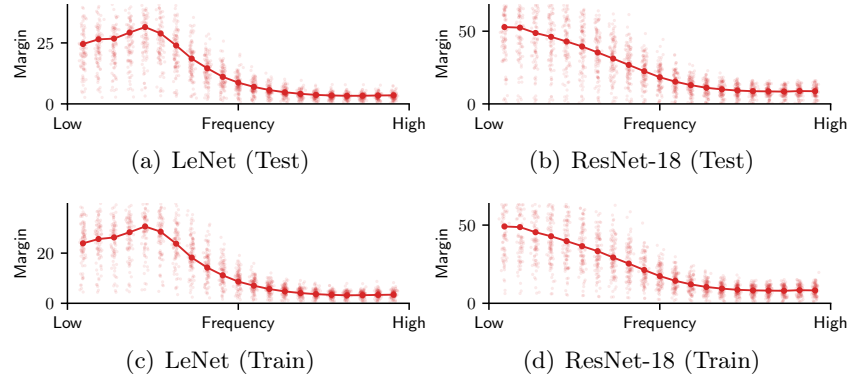 Margin
25
0
Low Frequency High
(a) LeNet (Test)
Margin
50
0
Low Frequency High
(b) ResNet-18 (Test)
Margin
20
0
Low Frequency High
(c) LeNet (Train)
Margin
50
0
Low Frequency High
(d) ResNet-18 (Train)